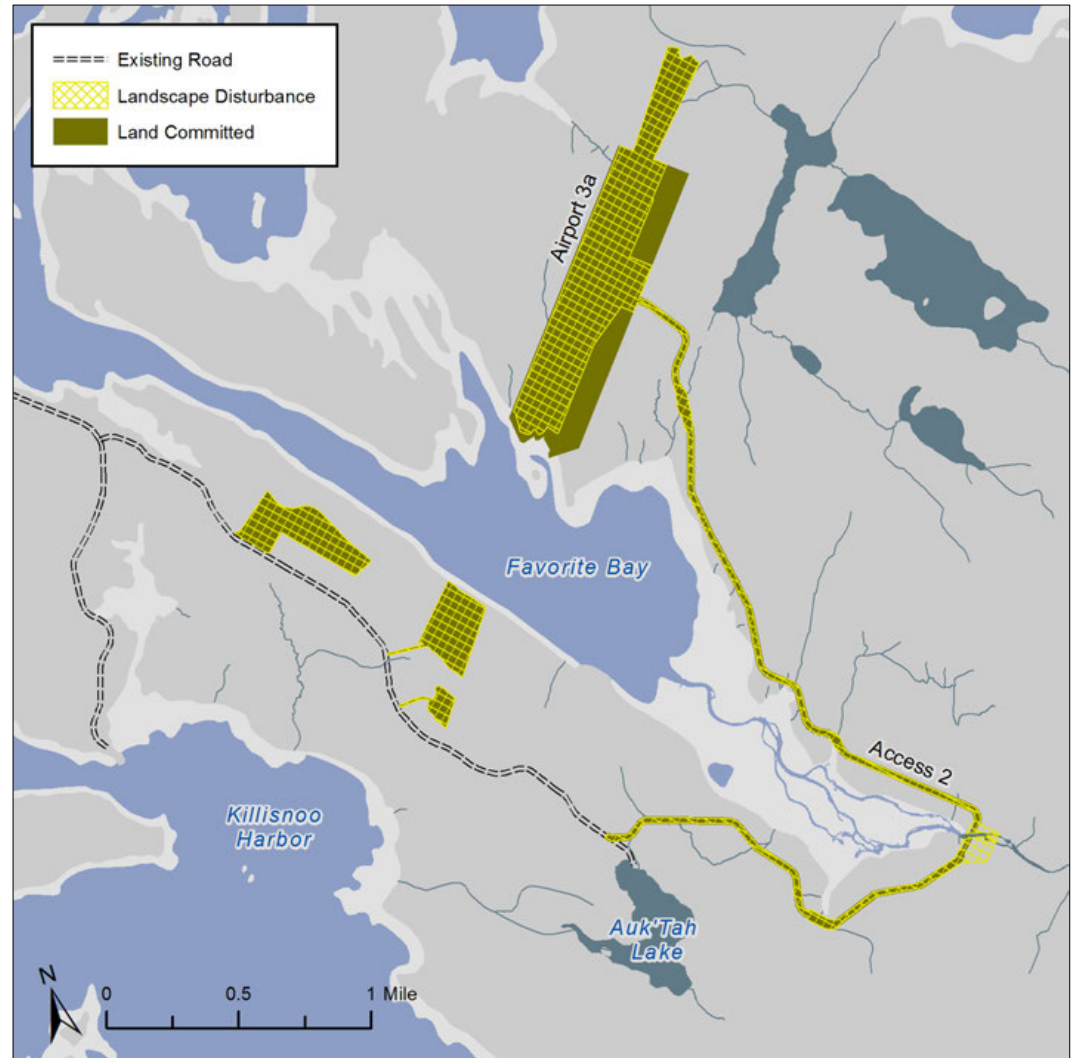 Existing Road
Landscape Disturbance
Land Committed
Airport 3a
Favorite Bay
Access 2
Killisnoo
Harbor
Auk'Tah
Lake
N
0 0.5 1 Mile